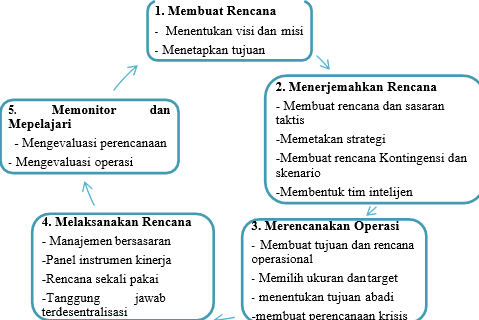 1. Membuat Rencana
- Menentukan visi dan misi
- Menetapkan tujuan
2. Menerjemahkan Rencana
- Membuat rencana dan sasaran
taktis
-Memetakan strategi
-Membuat rencana Kontingensi dan
skenario
-Membentuk tim intelijen
3. Merencanakan Operasi
- Membuat tujuan dan rencana
operasional
- Memilih ukuran dantarget
- menentukan tujuan abadi
-membuat perencanaan krisis
4. Melaksanakan Rencana
- Manajemen bersasaran
-Panel instrumen kinerja
-Rencana sekali pakai
-Tanggung jawab
terdesentralisasi
5. Memonitor dan
Mepelajari
- Mengevaluasi perencanaan
- Mengevaluasi operasi